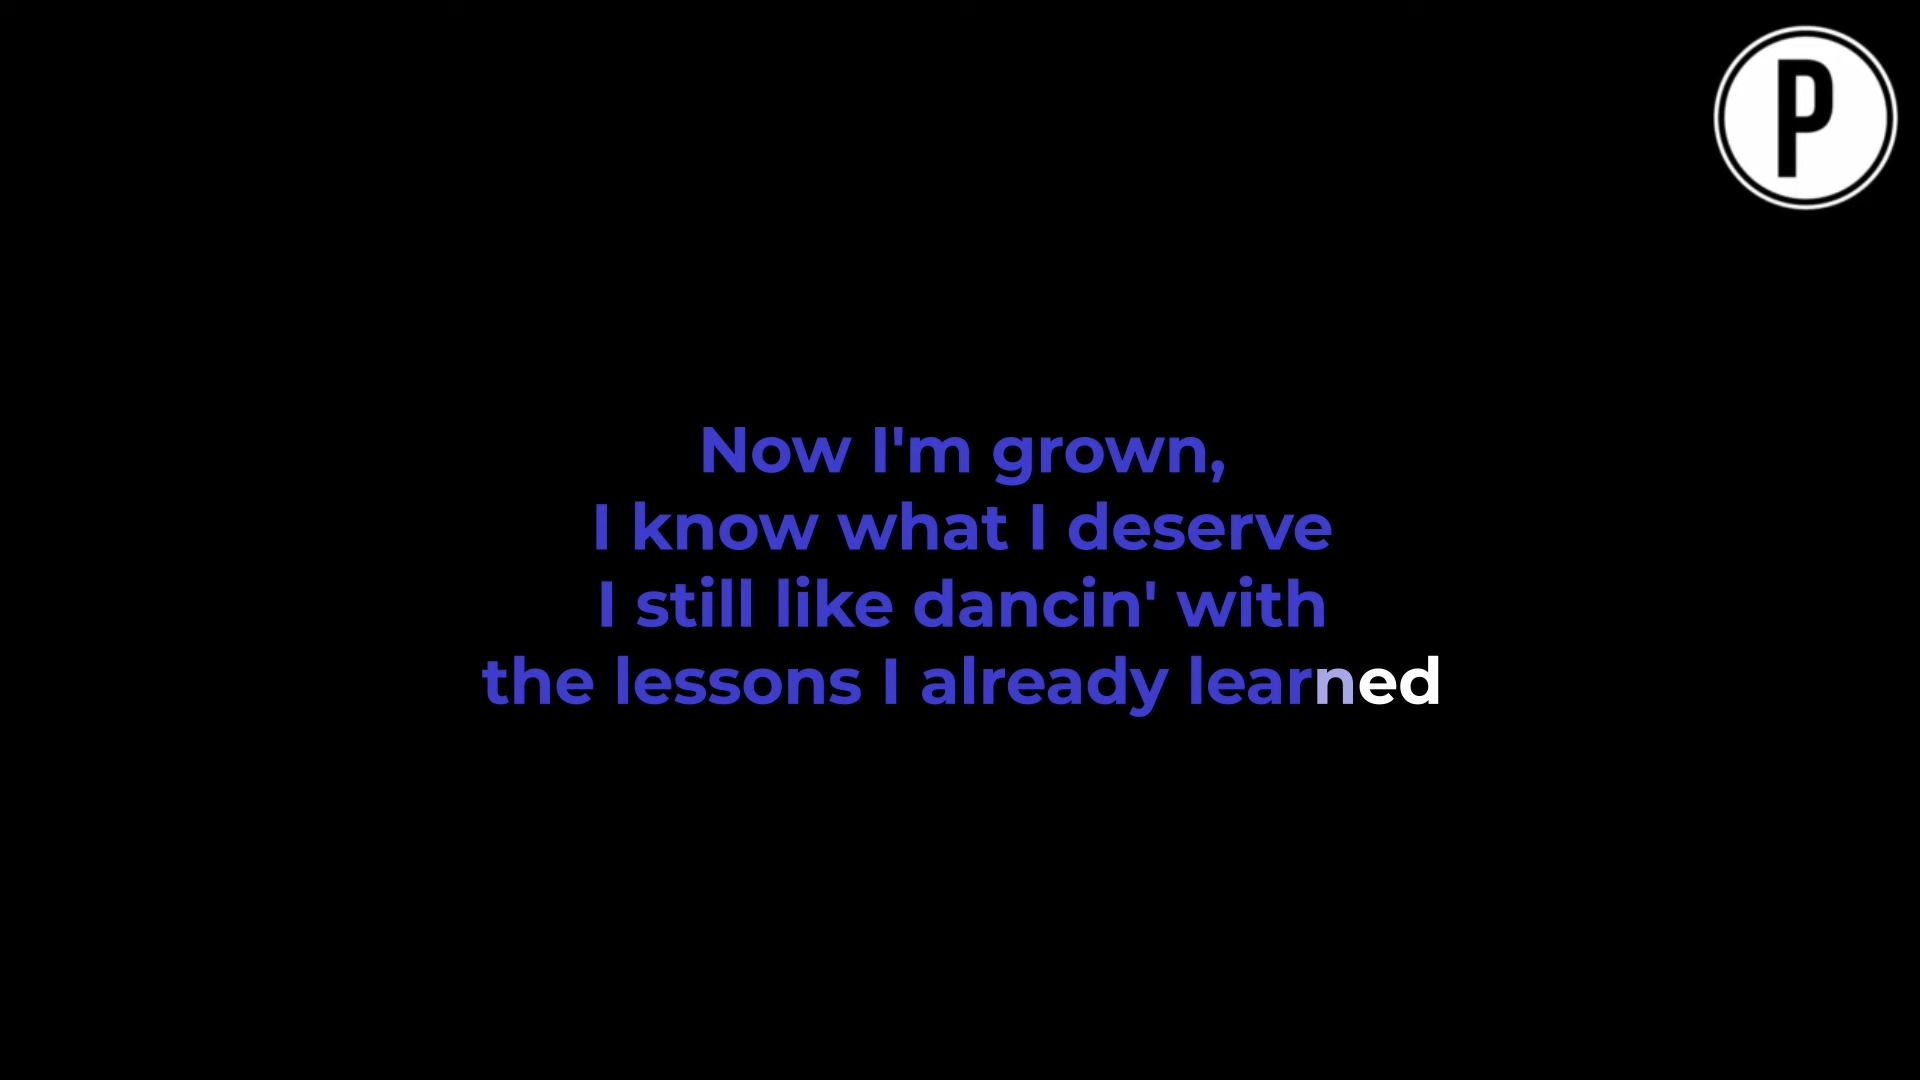 P
Now I'm grown,
I know what I deserve
I still like dancin' with
the lessons I already learned